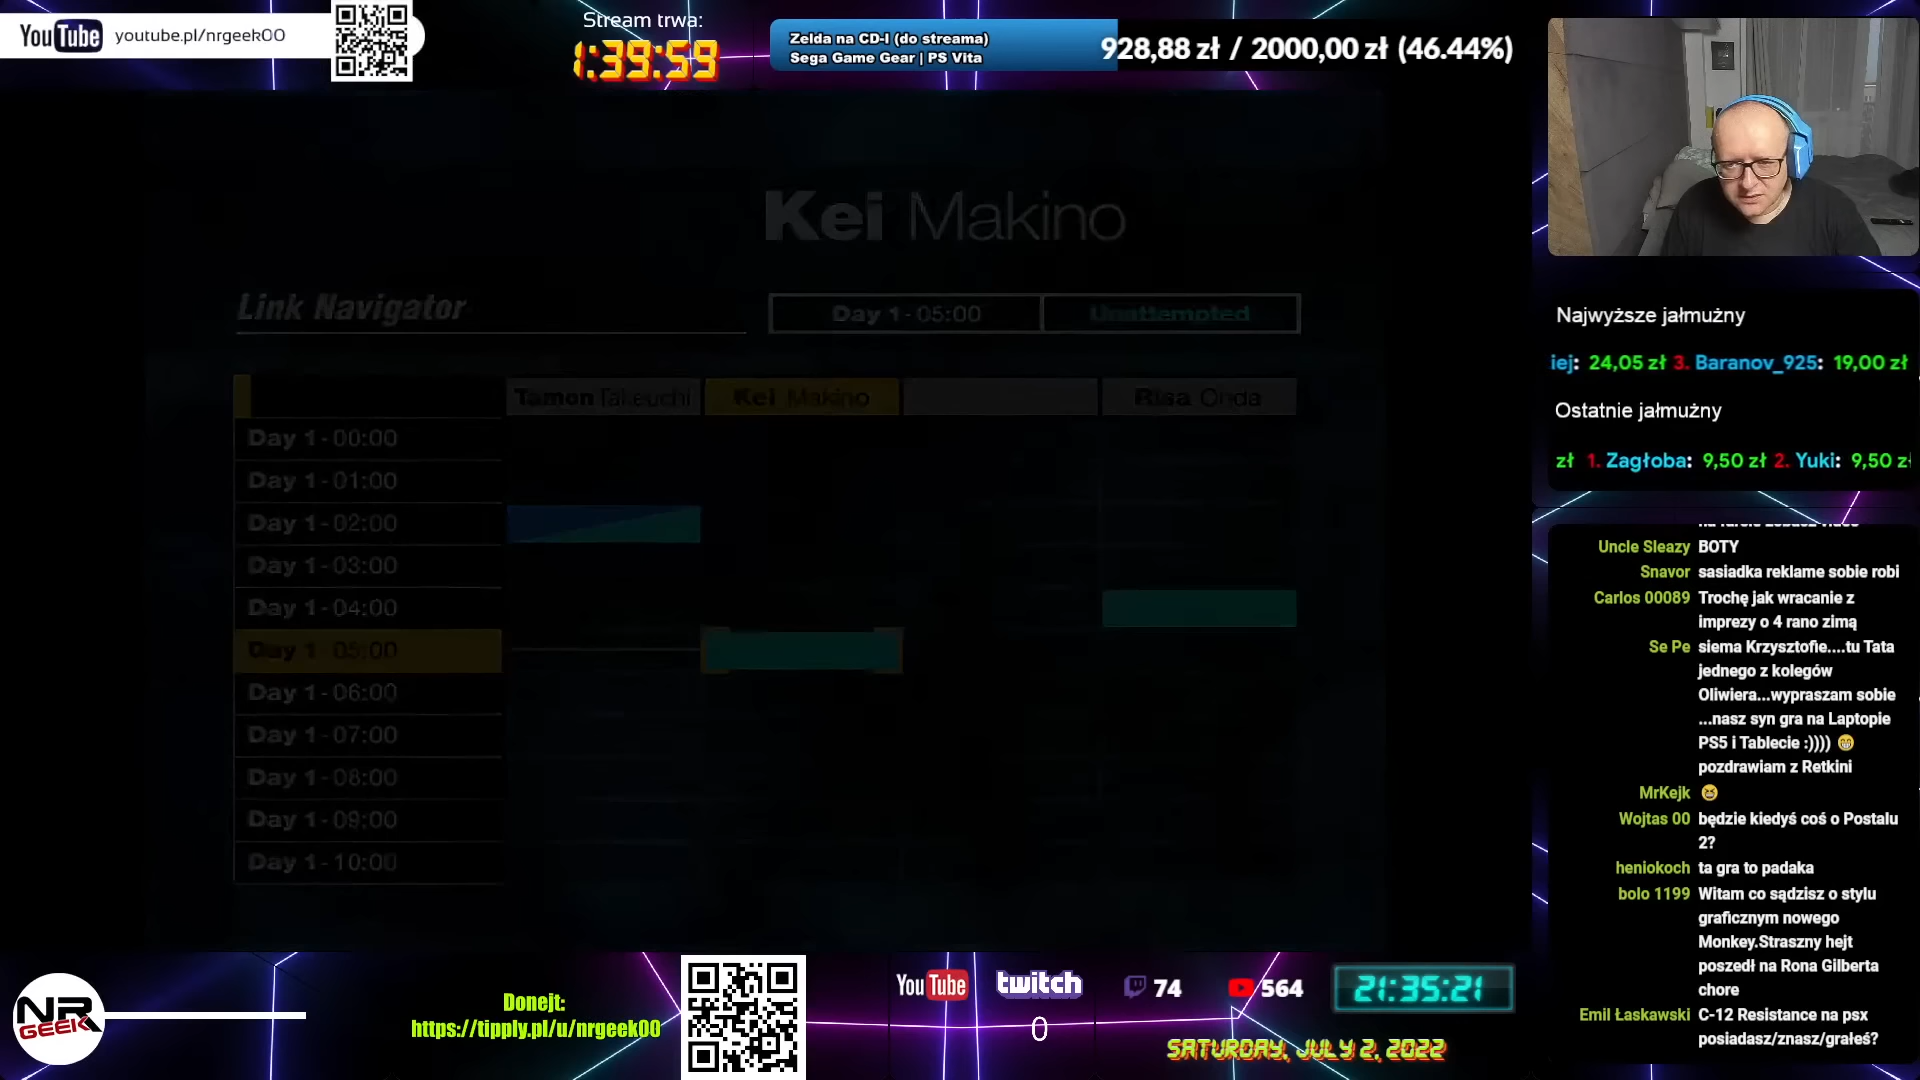 YouTube youtube.pl/nrgeek00
Stream trwa:
1:39:59
Zelda na CD-I (do streama)
Sega Game Gear | PS Vita
928,88 zł / 2000,00 zł (46.44%)
Kei Makino
Link Navigator
Day 1-05:00 Unattempted
Tamon Takeuchi Kei Makino Risa Onda
Day 1-00:00
Day 1-01:00
Day 1-02:00
Day 1-03:00
Day 1-04:00
Day 1-05:00
Day 1-06:00
Day 1-07:00
Day 1-08:00
Day 1-09:00
Day 1-10:00
Najwyższe jałmużny
iej: 24,05 zł 3. Baranov_925: 19,00 zł
Ostatnie jałmużny
zł 1. Zagłoba: 9,50 zł 2. Yuki: 9,50 zł
Uncle Sleazy BOTY
Snavor sasiadka reklame sobie robi
Carlos 00089 Trochę jak wracanie z
imprezy o 4 rano zimą
Se Pe siema Krzysztofie....tu Tata
jednego z kolegów
Oliwiera...wypraszam sobie
...nasz syn gra na Laptopie
PS5 i Tablecie :))))
pozdrawiam z Retkini
MrKejk
Wojtas 00 będzie kiedyś coś o Postalu
2?
heniokoch ta gra to padaka
bolo 1199 Witam co sądzisz o stylu
graficznym nowego
Monkey.Straszny hejt
poszedł na Rona Gilberta
chore
Emil Łaskawski C-12 Resistance na psx
posiadasz/znasz/grałeś?
NR
GEEK
Donejt:
https://tipply.pl/u/nrgeek00
YouTube twitch 74 564
0
21:35:21
SATURDAY, JULY 2, 2022